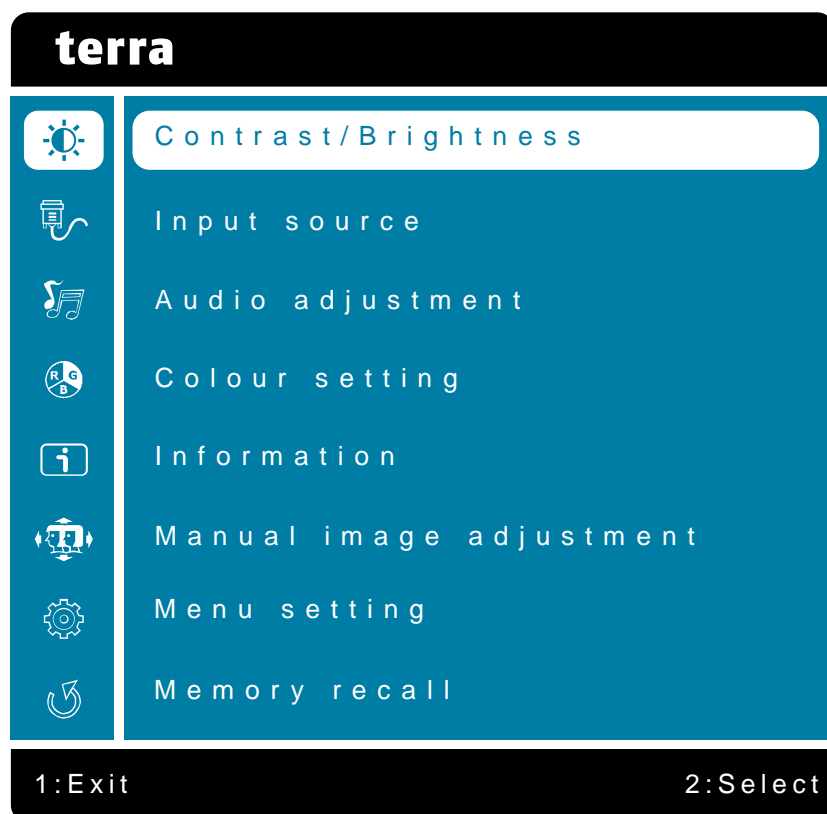 terra
Contrast/Brightness
Input source
Audio adjustment
R G B
Colour setting
i
Information
Manual image adjustment
Menu setting
Memory recall
1:Exit 2:Select